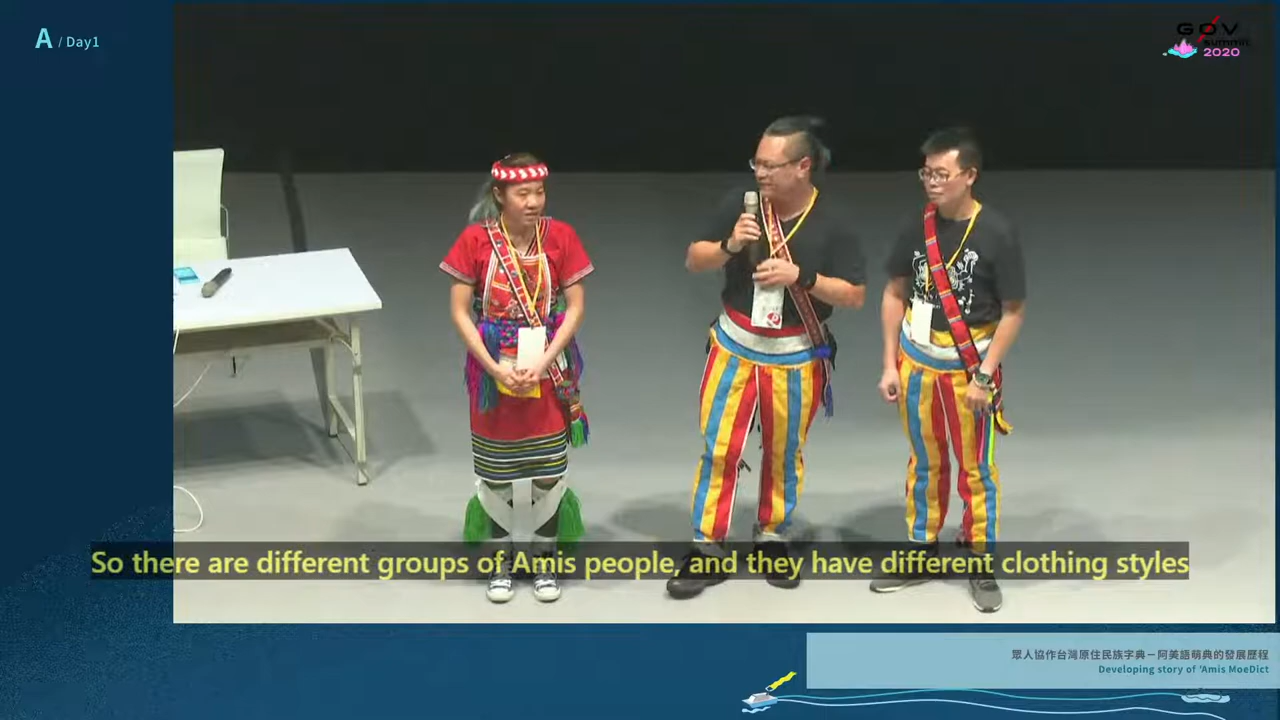 A / Day1
GOV
summit
2020
So there are different groups of Amis people, and they have different clothing styles
眾人協作台灣原住民族字典－阿美語萌典的發展歷程
Developing story of 'Amis MoeDict